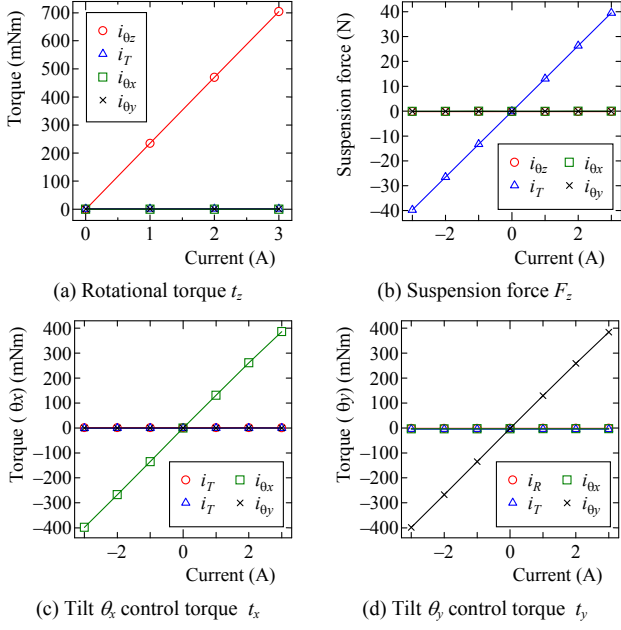 Torque (mNm)
700
600
500
400
300
200
100
0
iθz
iT
iθx
iθy
0 1 2 3
Current (A)
(a) Rotational torque tz
Suspension force (N)
40
30
20
10
0
−10
−20
−30
−40
iθz iθx
iT iθy
−2 0 2
Current (A)
(b) Suspension force Fz
Torque ( θx) (mNm)
400
300
200
100
0
−100
−200
−300
−400
iT iθx
iT iθy
−2 0 2
Current (A)
(c) Tilt θx control torque tx
Torque ( θy) (mNm)
400
300
200
100
0
−100
−200
−300
−400
iR iθx
iT iθy
−2 0 2
Current (A)
(d) Tilt θy control torque ty